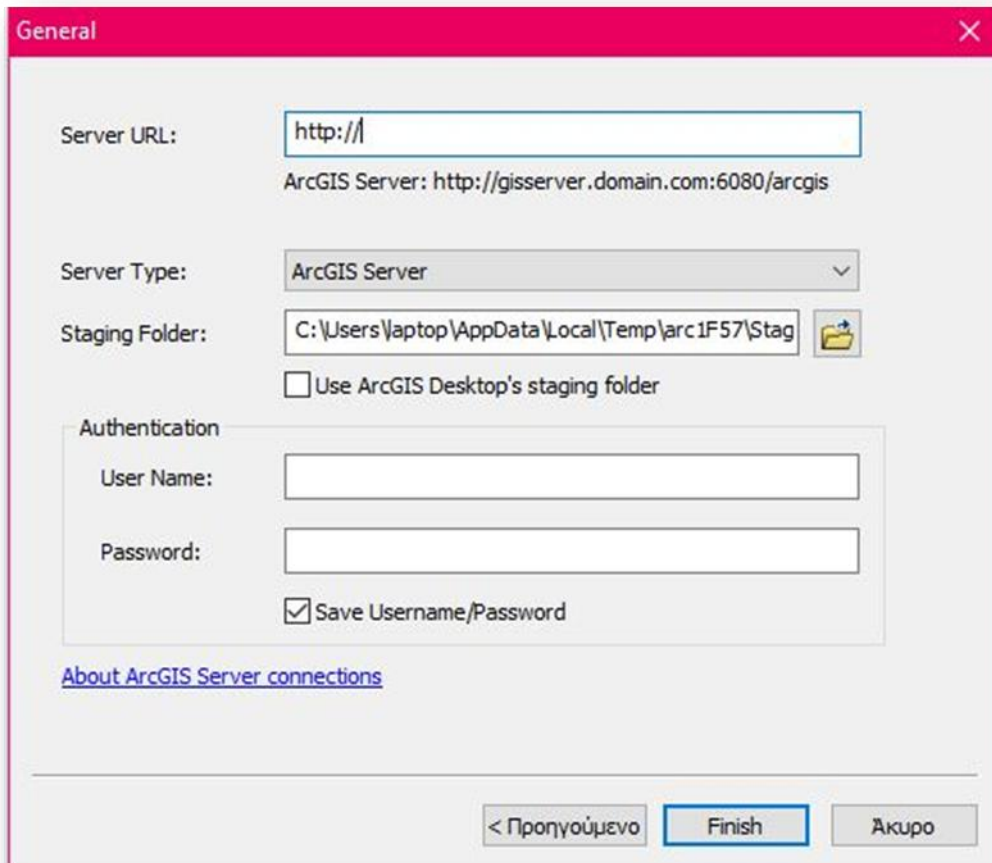 General
Server URL: http://
ArcGIS Server: http://gisserver.domain.com:6080/arcgis
Server Type: ArcGIS Server
Staging Folder: C:\Users\laptop\AppData\Local\Temp\arc1F57\Stag
Use ArcGIS Desktop's staging folder
Authentication
User Name:
Password:
Save Username/Password
About ArcGIS Server connections
< Προηγούμενο Finish Άκυρο